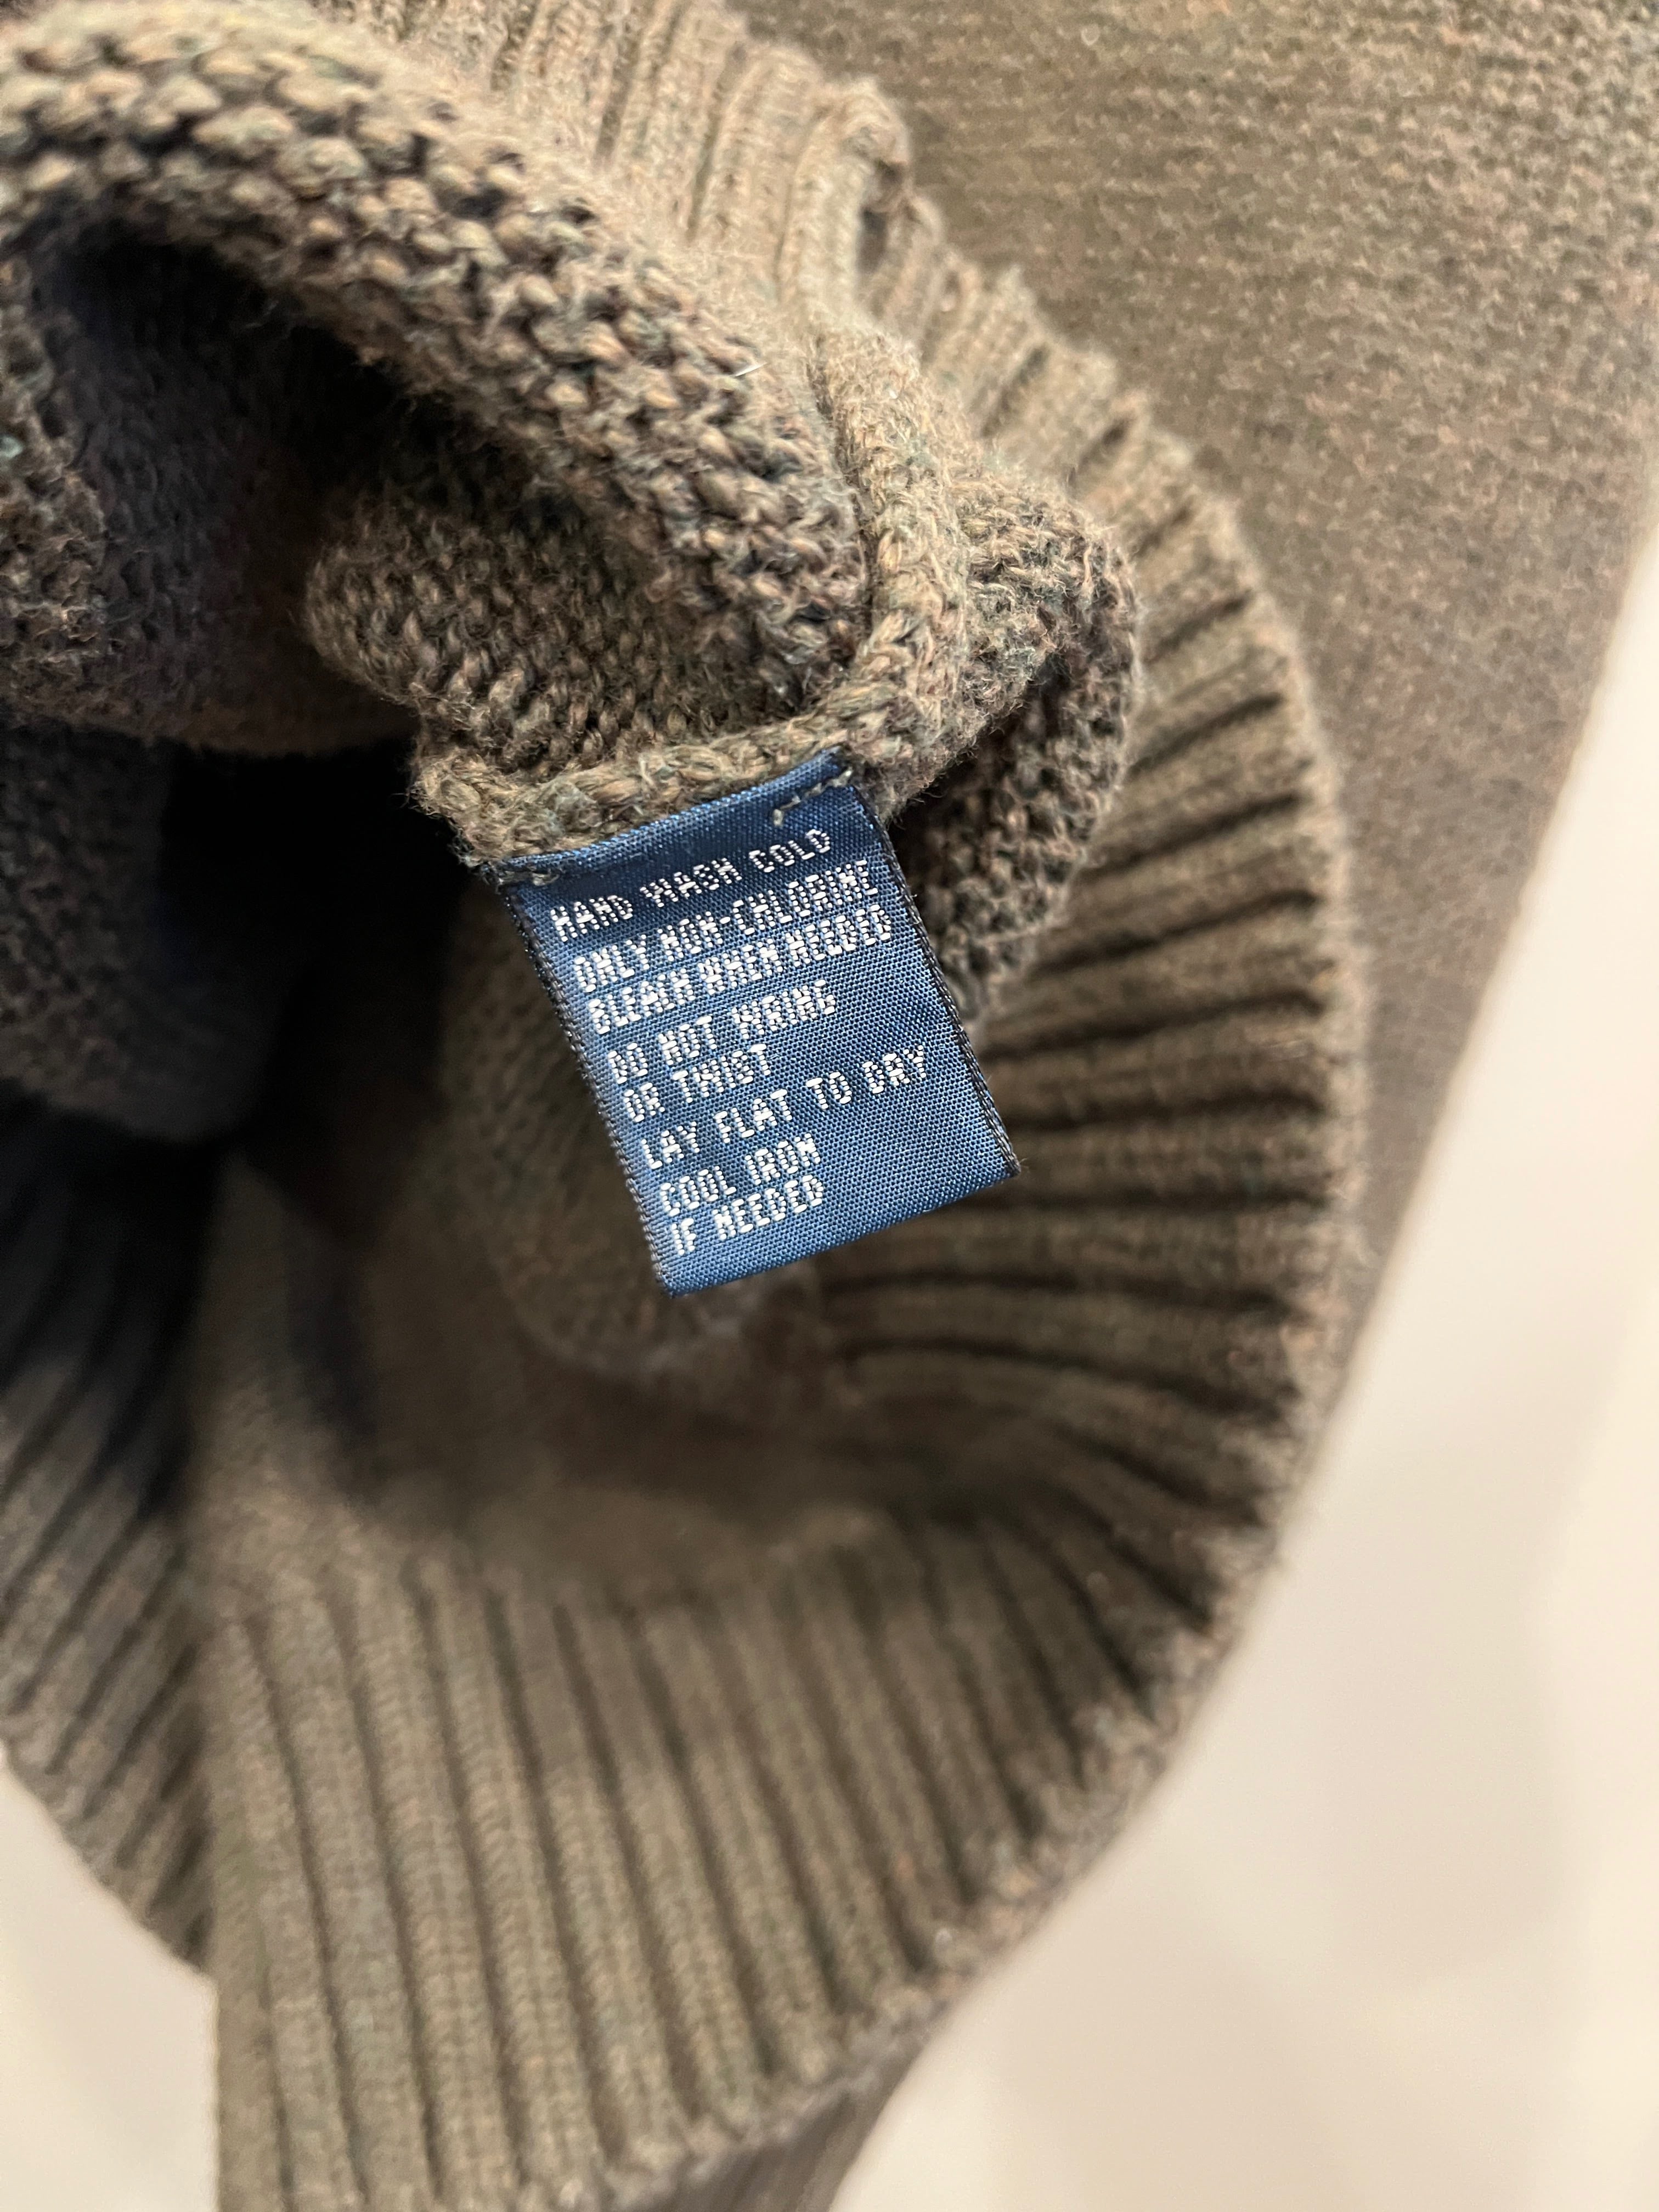 HAND WASH COLD
ONLY NON-CHLORINE
BLEACH WHEN NEEDED
DO NOT WRING
OR TWIST
LAY FLAT TO DRY
COOL IRON
IF NEEDED